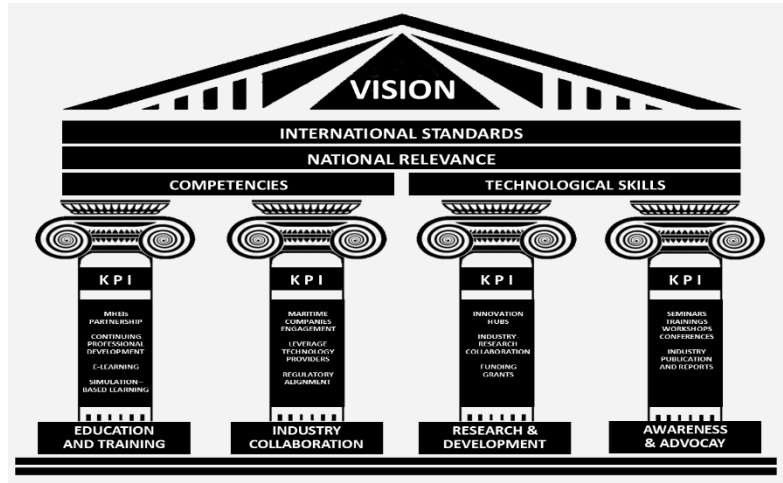 VISION
INTERNATIONAL STANDARDS
NATIONAL RELEVANCE
COMPETENCIES
TECHNOLOGICAL SKILLS
KPI
MHEIs
PARTNERSHIP
CONTINUING
PROFESSIONAL
DEVELOPMENT
E-LEARNING
SIMULATION–
BASED LEARNING
EDUCATION
AND TRAINING
KPI
MARITIME
COMPANIES
ENGAGEMENT
LEVERAGE
TECHNOLOGY
PROVIDERS
REGULATORY
ALIGNMENT
INDUSTRY
COLLABORATION
KPI
INNOVATION
HUBS
INDUSTRY–
RESEARCH
COLLABORATION
FUNDING
GRANTS
RESEARCH &
DEVELOPMENT
KPI
SEMINARS
TRAININGS
WORKSHOPS
CONFERENCES
INDUSTRY
PUBLICATION
AND REPORTS
AWARENESS
& ADVOCAY